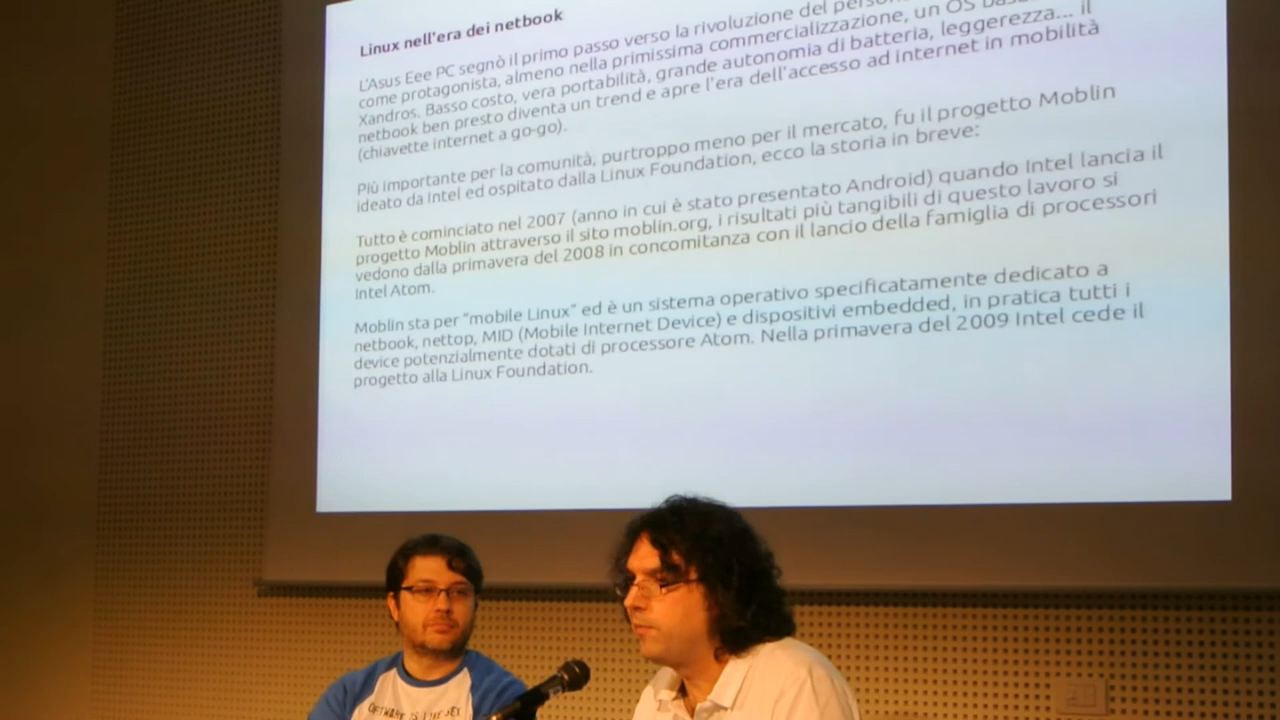 Linux nell'era dei netbook
L'Asus Eee PC segnò il primo passo verso la rivoluzione del
come protagonista, almeno nella primissima commercializzazione, un OS
Xandros. Basso costo, vera portabilità, grande autonomia di batteria, leggerezza... il
netbook ben presto diventa un trend e apre l'era dell'accesso ad internet in mobilità
(chiavette internet a go-go).
Più importante per la comunità, purtroppo meno per il mercato, fu il progetto Moblin
ideato da Intel ed ospitato dalla Linux Foundation, ecco la storia in breve:
Tutto è cominciato nel 2007 (anno in cui è stato presentato Android) quando Intel lancia il
progetto Moblin attraverso il sito moblin.org, i risultati più tangibili di questo lavoro si
vedono dalla primavera del 2008 in concomitanza con il lancio della famiglia di processori
Intel Atom.
Moblin sta per "mobile Linux" ed è un sistema operativo specificatamente dedicato a
netbook, nettop, MID (Mobile Internet Device) e dispositivi embedded, in pratica tutti i
device potenzialmente dotati di processore Atom. Nella primavera del 2009 Intel cede il
progetto alla Linux Foundation.
IS LIKE SEX